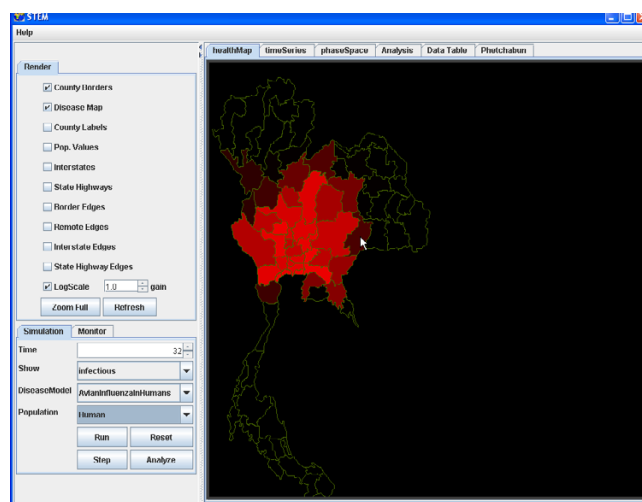 STEM
Help
healthMap timeSeries phaseSpace Analysis Data Table Phetchabun
Render
County Borders
Disease Map
County Labels
Pop. Values
Interstates
State Highways
Border Edges
Remote Edges
Interstate Edges
State Highway Edges
LogScale 1.0 gain
Zoom Full Refresh
Simulation Monitor
Time 32
Show infectious
DiseaseModel AvianInfluenzaInHumans
Population Human
Run Reset
Step Analyze